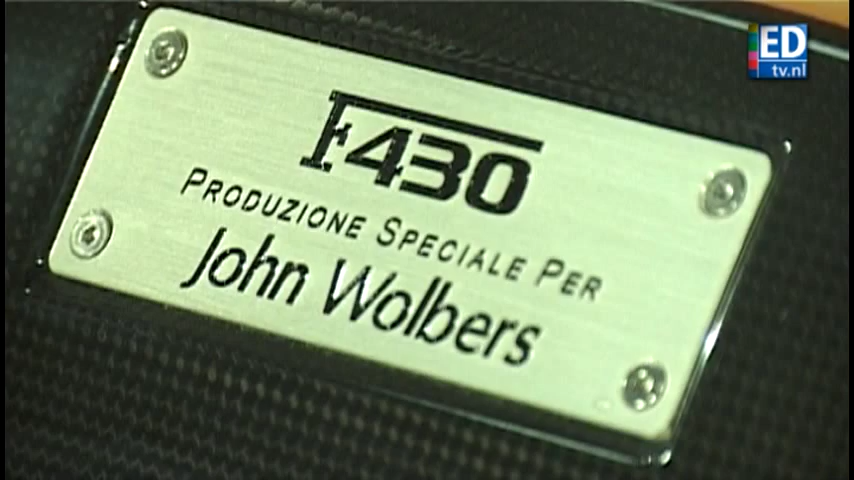 ED
tv.nl
F430
PRODUZIONE SPECIALE PER
John Wolbers